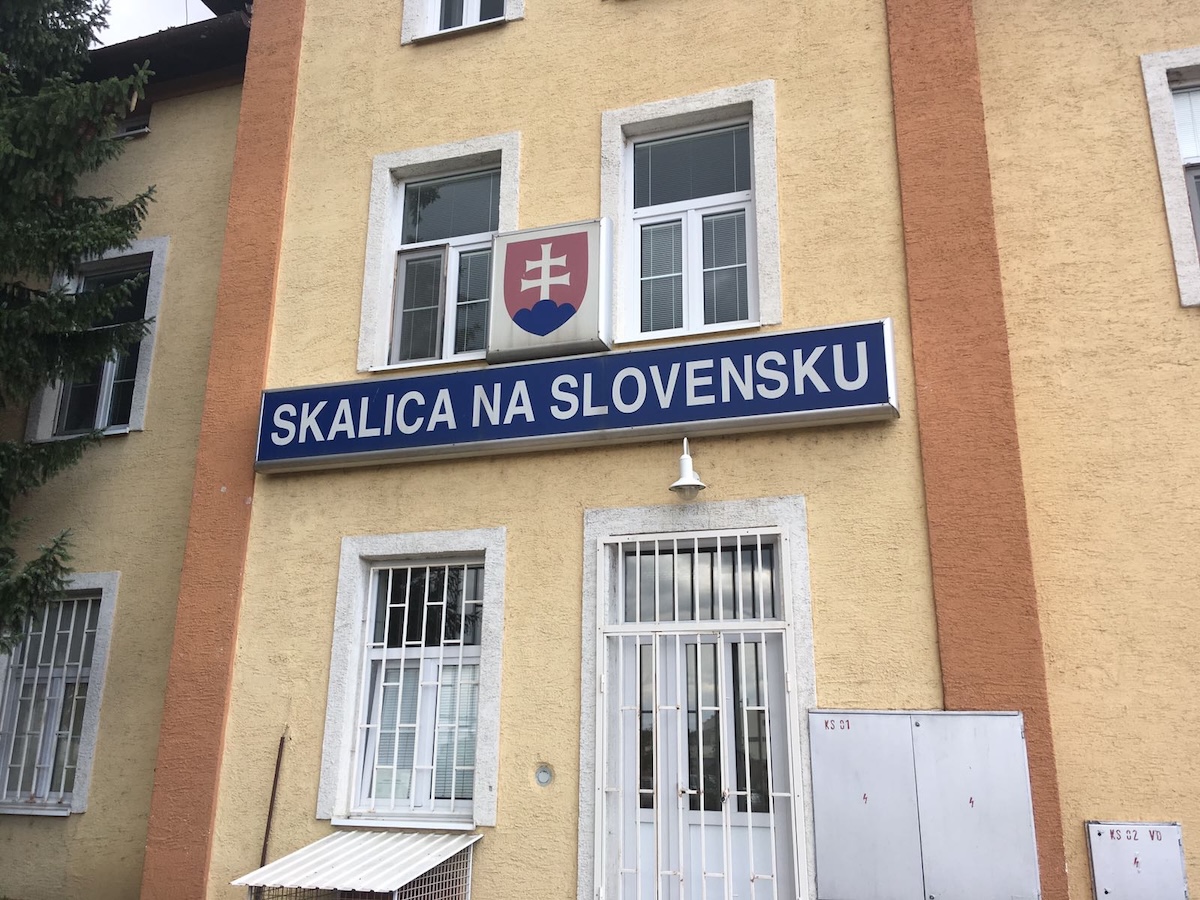 SKALICA NA SLOVENSKU
KS 01
KS 02 VD